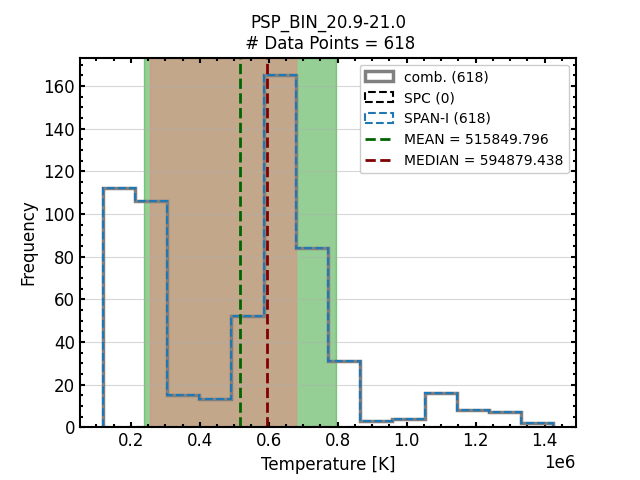 PSP_BIN_20.9-21.0
# Data Points = 618
160
140
120
100
80
60
40
20
0
Frequency
comb. (618)
SPC (0)
SPAN-I (618)
MEAN = 515849.796
MEDIAN = 594879.438
0.2 0.4 0.6 0.8 1.0 1.2 1.4
1e6
Temperature [K]